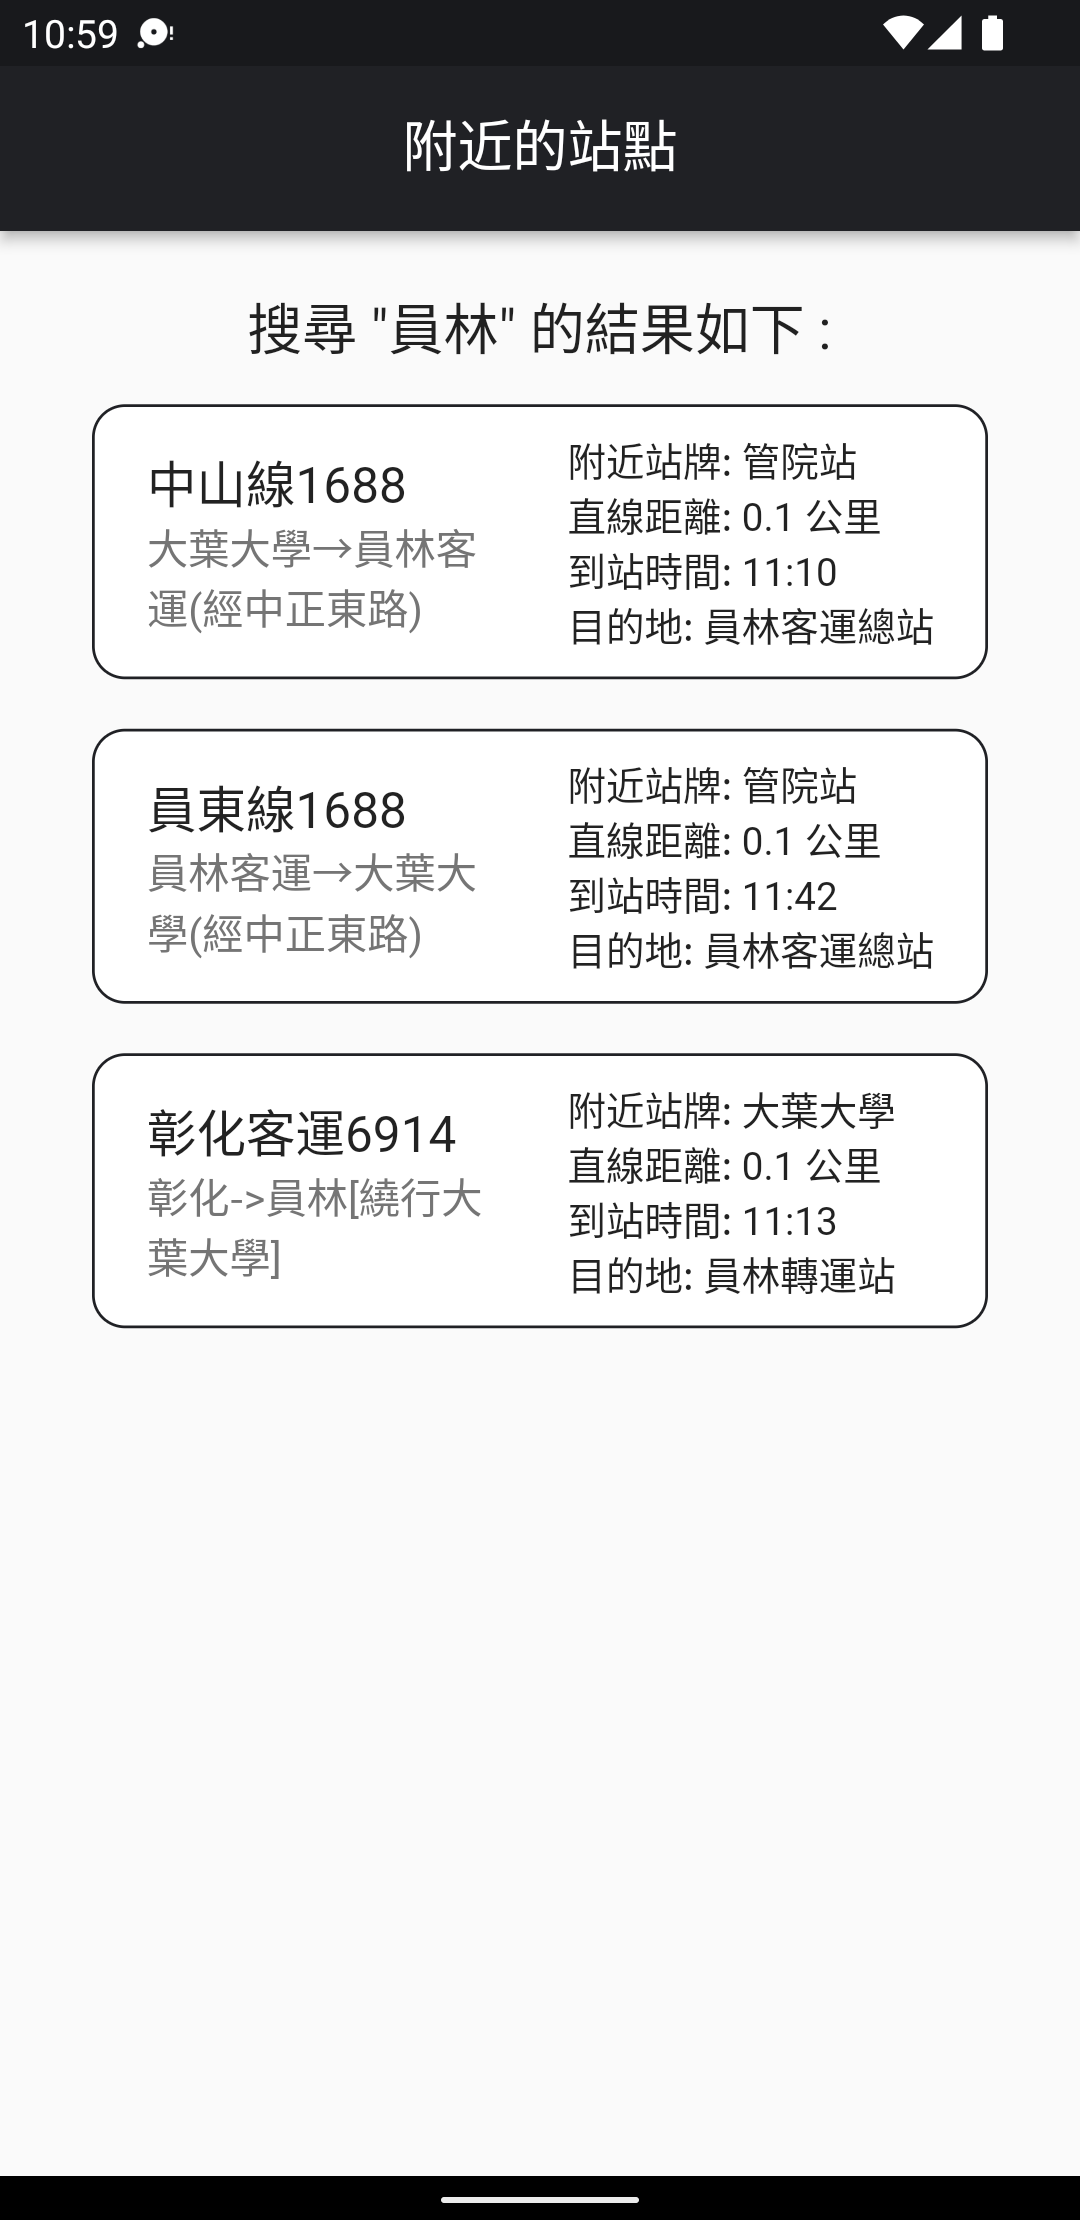 10:59
附近的站點
搜尋 "員林" 的結果如下 :
中山線1688
大葉大學→員林客
運(經中正東路)
附近站牌: 管院站
直線距離: 0.1 公里
到站時間: 11:10
目的地: 員林客運總站
員東線1688
員林客運→大葉大
學(經中正東路)
附近站牌: 管院站
直線距離: 0.1 公里
到站時間: 11:42
目的地: 員林客運總站
彰化客運6914
彰化->員林[繞行大
葉大學]
附近站牌: 大葉大學
直線距離: 0.1 公里
到站時間: 11:13
目的地: 員林轉運站